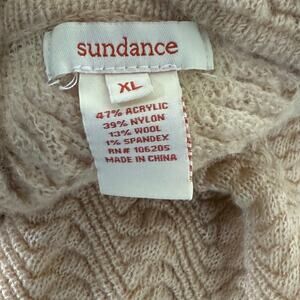 sundance
XL
47% ACRYLIC
39% NYLON
13% WOOL
1% SPANDEX
RN# 106205
MADE IN CHINA